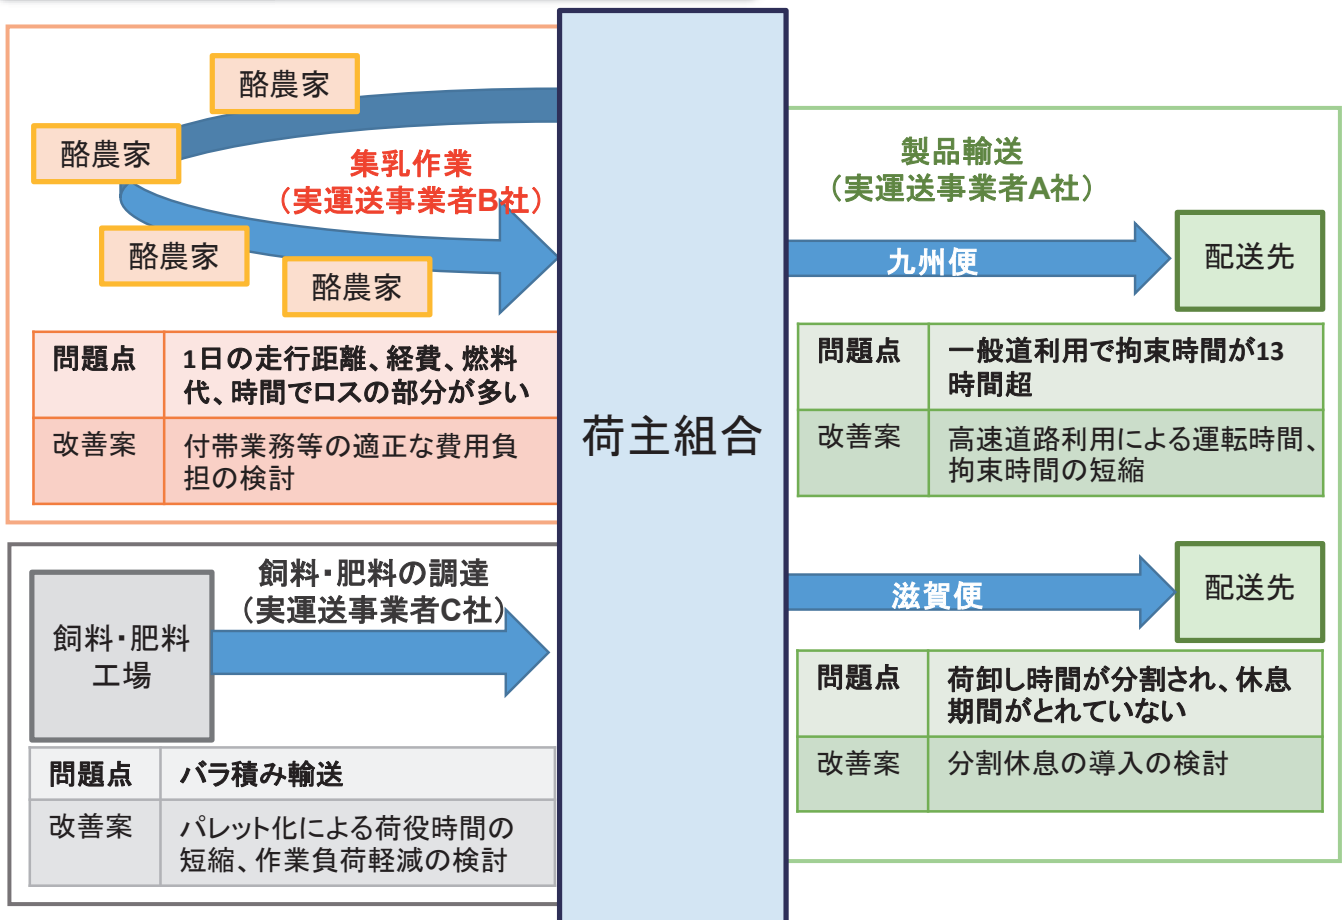 酪農家
酪農家
集乳作業
（実運送事業者B社）
酪農家
酪農家
問題点
1日の走行距離、経費、燃料
代、時間でロスの部分が多い
改善案
付帯業務等の適正な費用負
担の検討
飼料・肥料の調達
（実運送事業者C社）
飼料・肥料
工場
問題点
バラ積み輸送
改善案
パレット化による荷役時間の
短縮、作業負荷軽減の検討
荷主組合
製品輸送
（実運送事業者A社）
九州便
配送先
問題点
一般道利用で拘束時間が13
時間超
改善案
高速道路利用による運転時間、
拘束時間の短縮
滋賀便
配送先
問題点
荷卸し時間が分割され、休息
期間がとれていない
改善案
分割休息の導入の検討